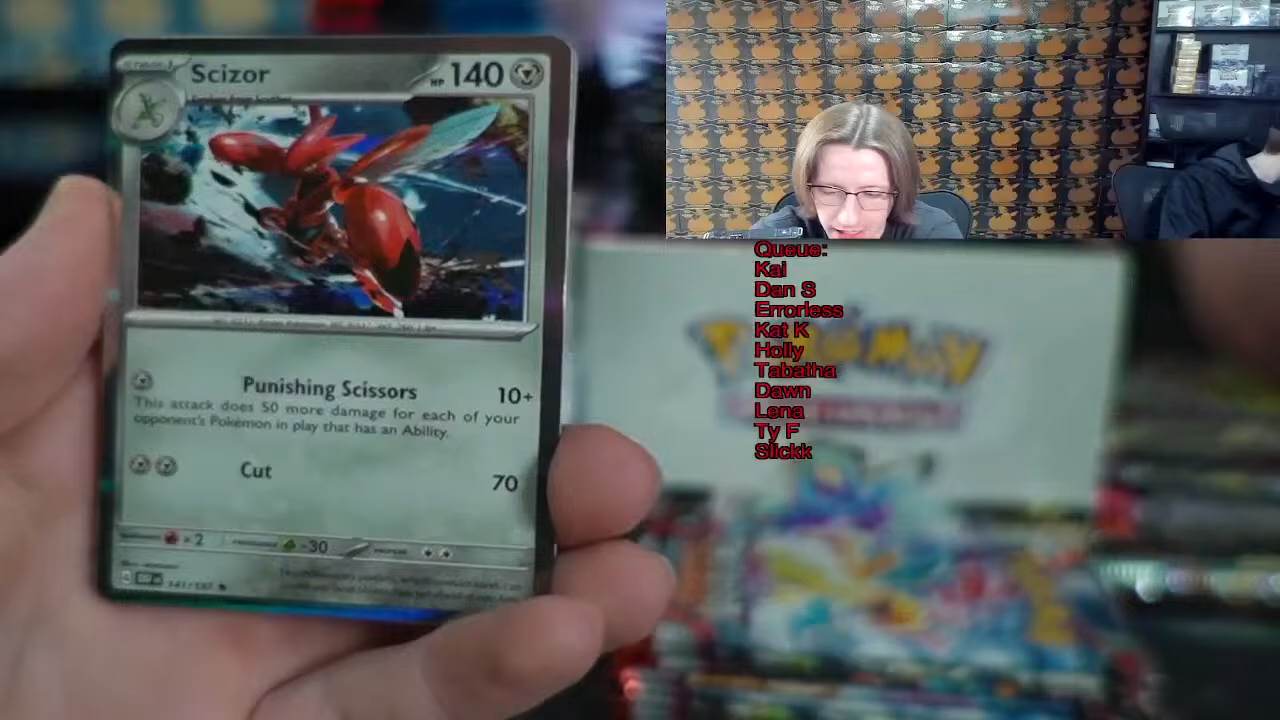 Scizor
HP 140
Punishing Scissors 10+
This attack does 50 more damage for each of your
opponent's Pokémon in play that has an Ability.
Cut 70
×2 -30
Queue:
Kal
Dan S
Errorless
Kat K
Holly
Tabatha
Dawn
Lena
Ty F
Slickk
POKéMON